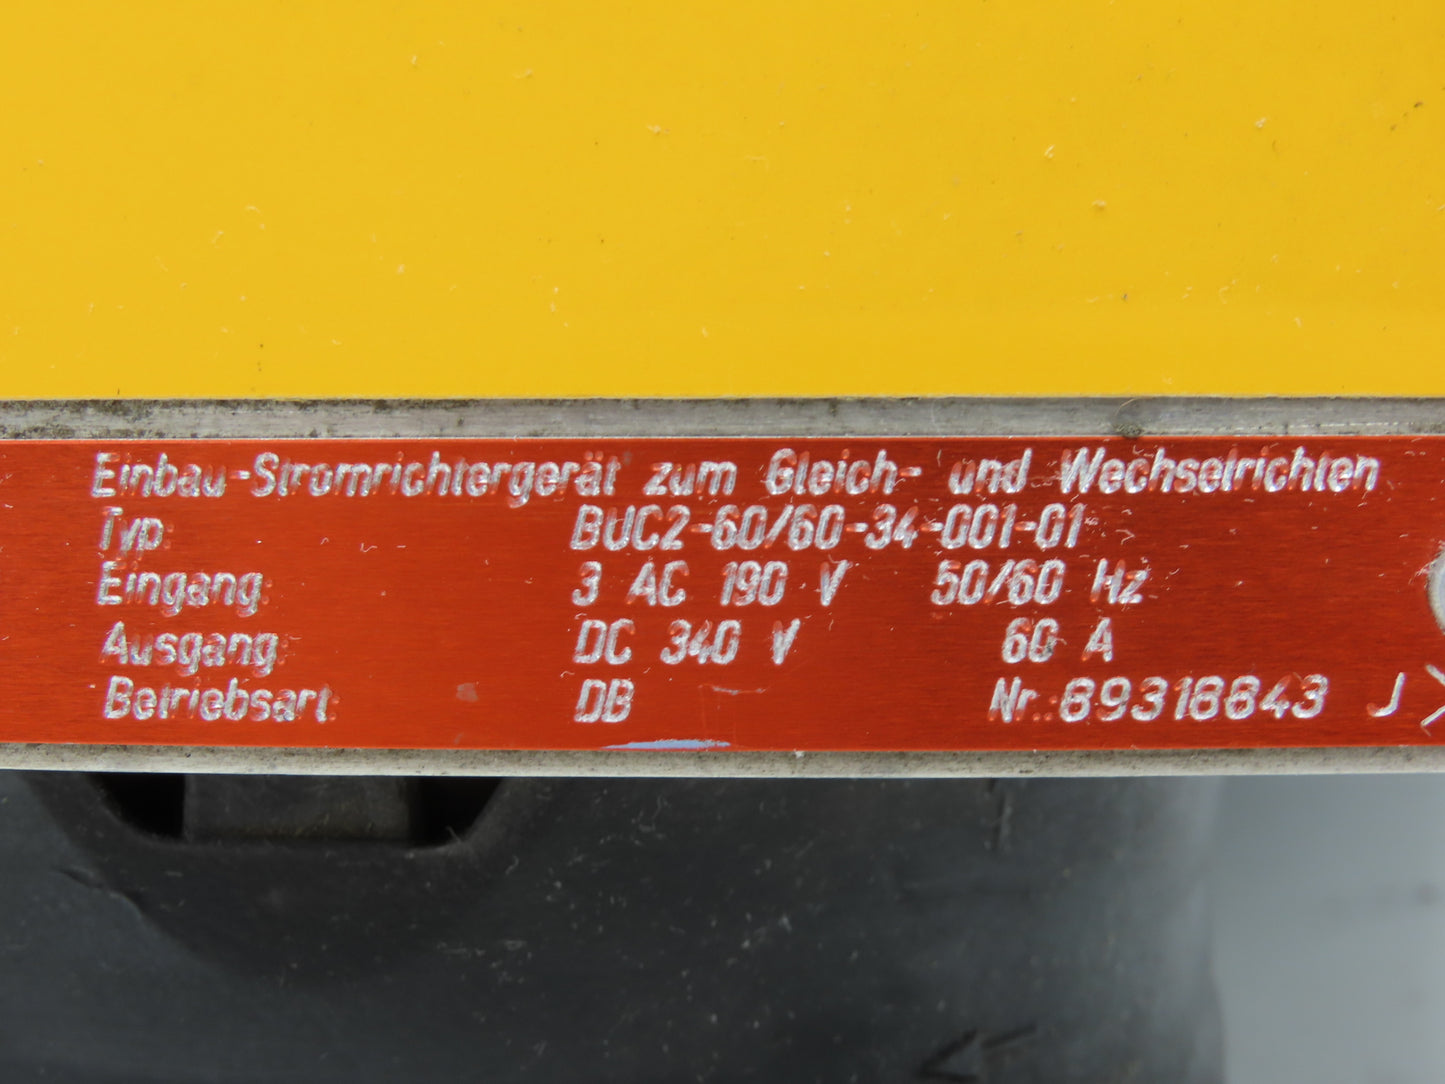 Einbau-Stromrichtergerät zum Gleich- und Wechselrichten
Typ: BUC2-60/60-34-001-01
Eingang: 3 AC 190 V 50/60 Hz
Ausgang: DC 340 V 60 A
Betriebsart: DB Nr.: 89318843 J